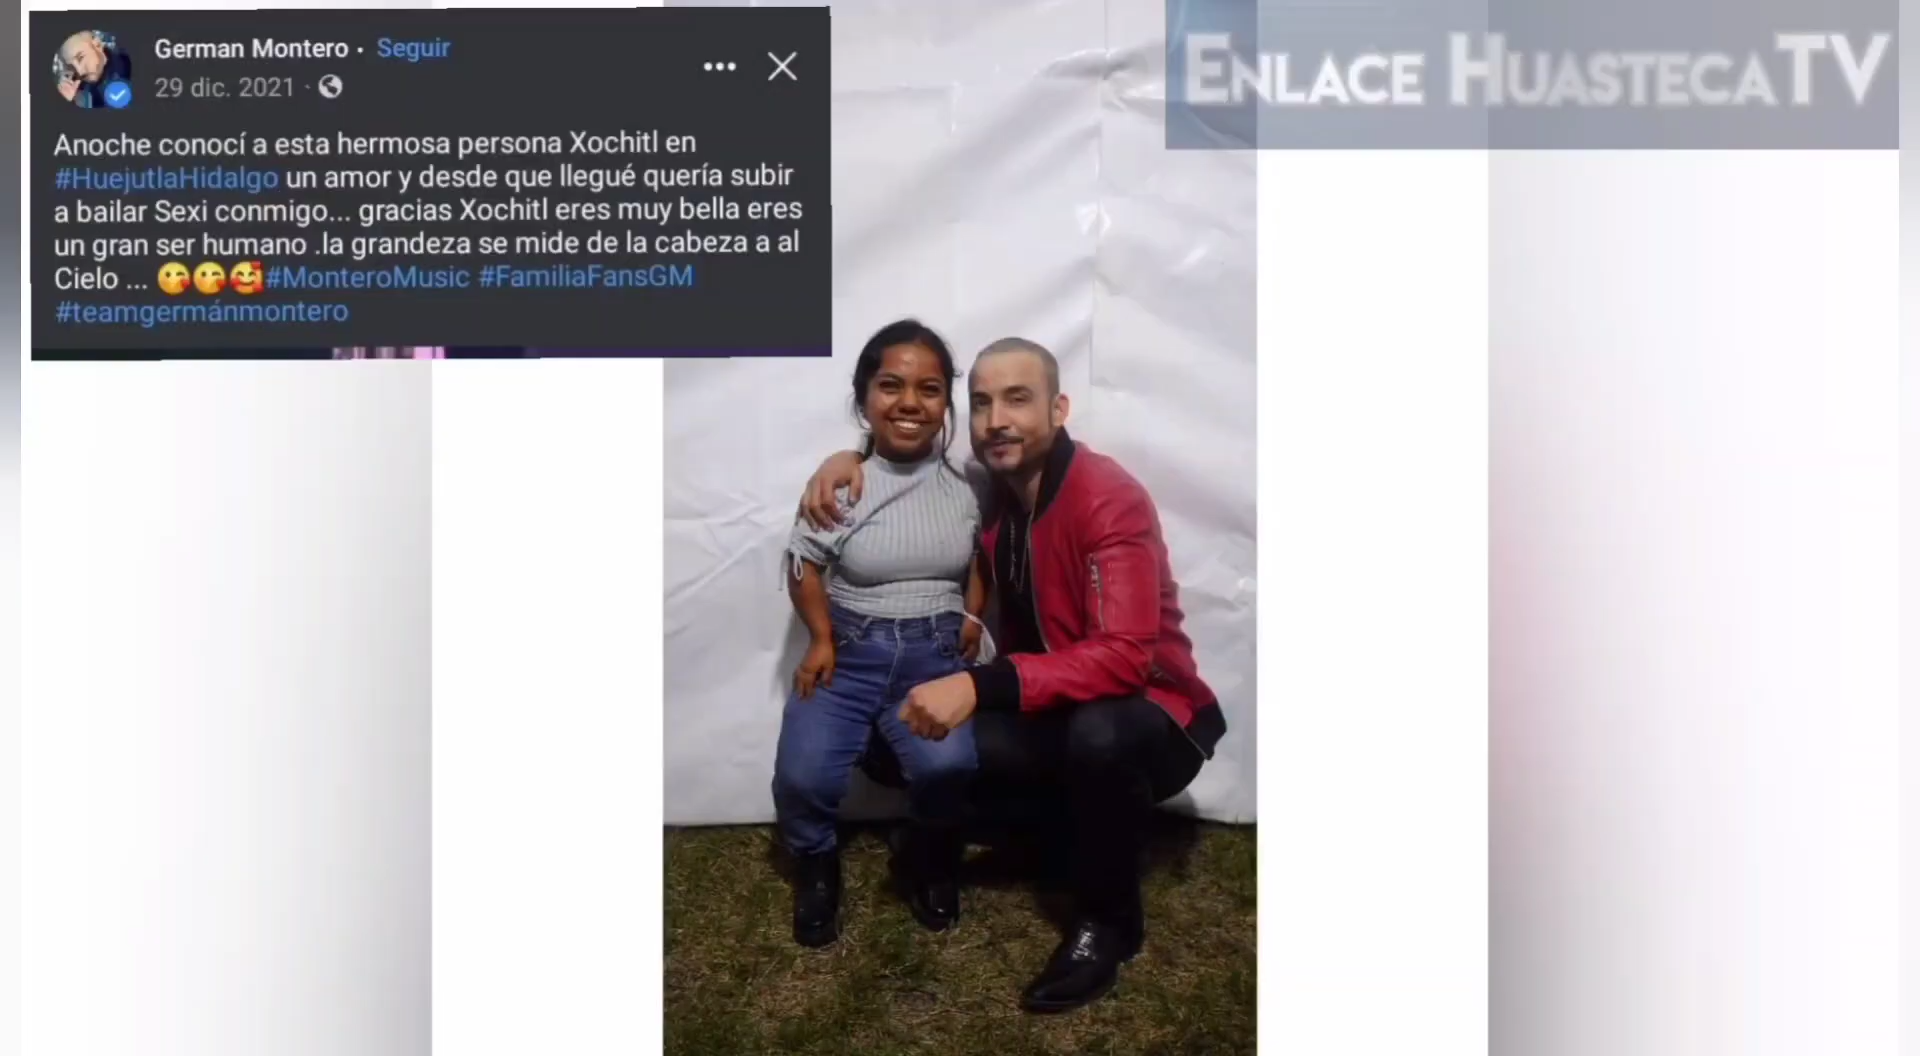 German Montero · Seguir
29 dic. 2021 ·
Anoche conocí a esta hermosa persona Xochitl en
#HuejutlaHidalgo un amor y desde que llegué quería subir
a bailar Sexi conmigo... gracias Xochitl eres muy bella eres
un gran ser humano .la grandeza se mide de la cabeza a al
Cielo ... 😘😘🥰#MonteroMusic #FamiliaFansGM
#teamgermánmontero
ENLACE HUASTECATV